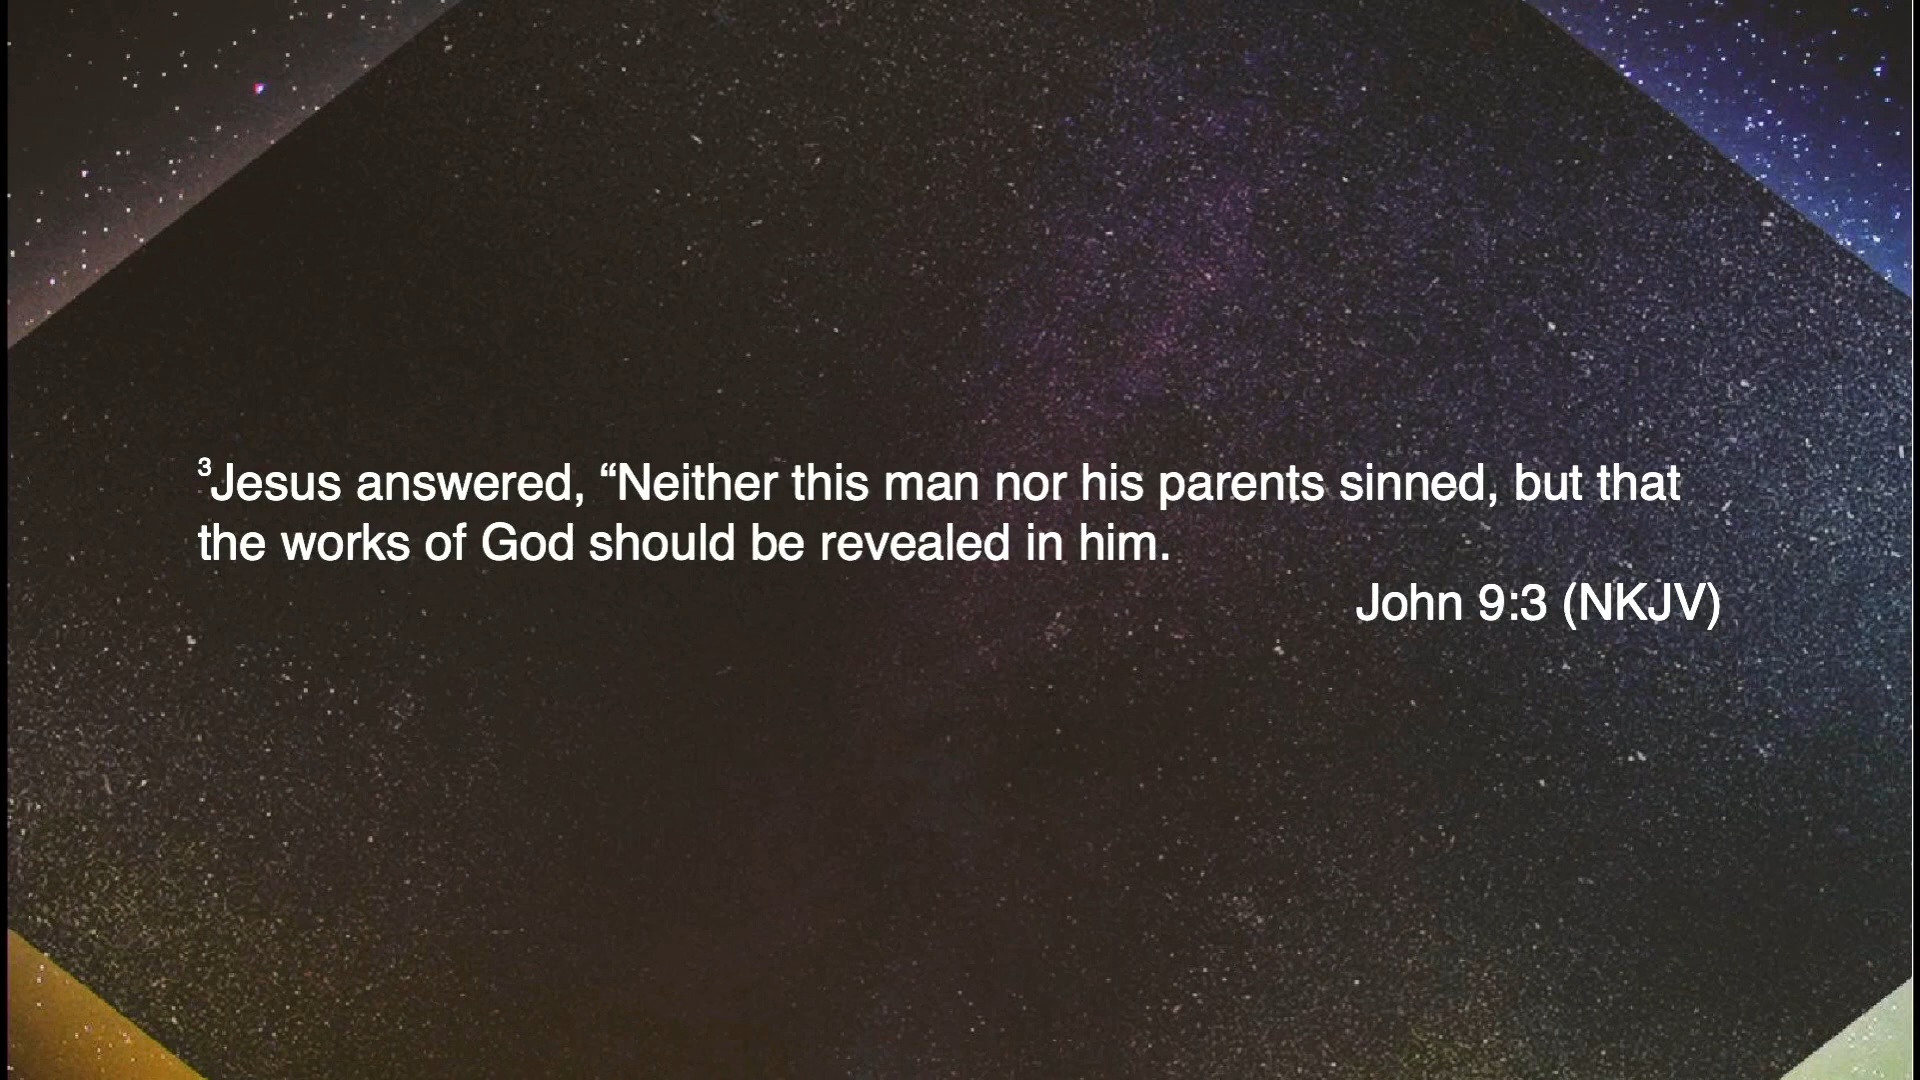 3Jesus answered, “Neither this man nor his parents sinned, but that
the works of God should be revealed in him.
John 9:3 (NKJV)